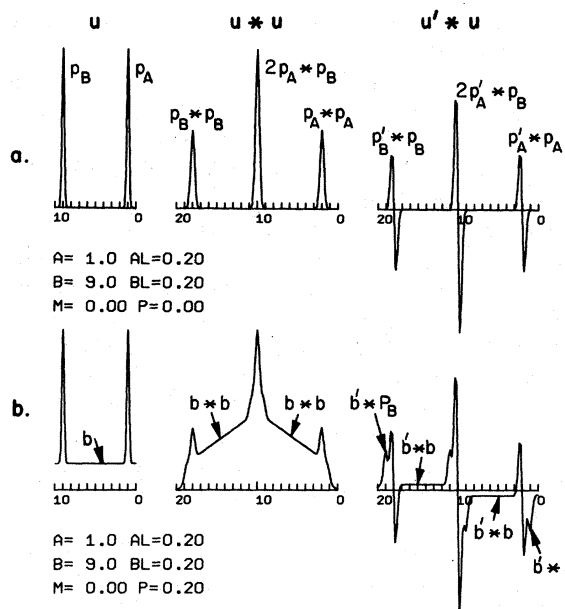 u u * u u' * u
a.
p_B p_A
p_B * p_B 2p_A * p_B p_A * p_A
p'_B * p_B 2p'_A * p_B p'_A * p_A
10 0 20 10 0 20 10 0
A= 1.0 AL=0.20
B= 9.0 BL=0.20
M= 0.00 P=0.00
b.
b b * b b * b b' * P_B b' * b b' * b b' *
10 0 20 10 0 20 10 0
A= 1.0 AL=0.20
B= 9.0 BL=0.20
M= 0.00 P=0.20